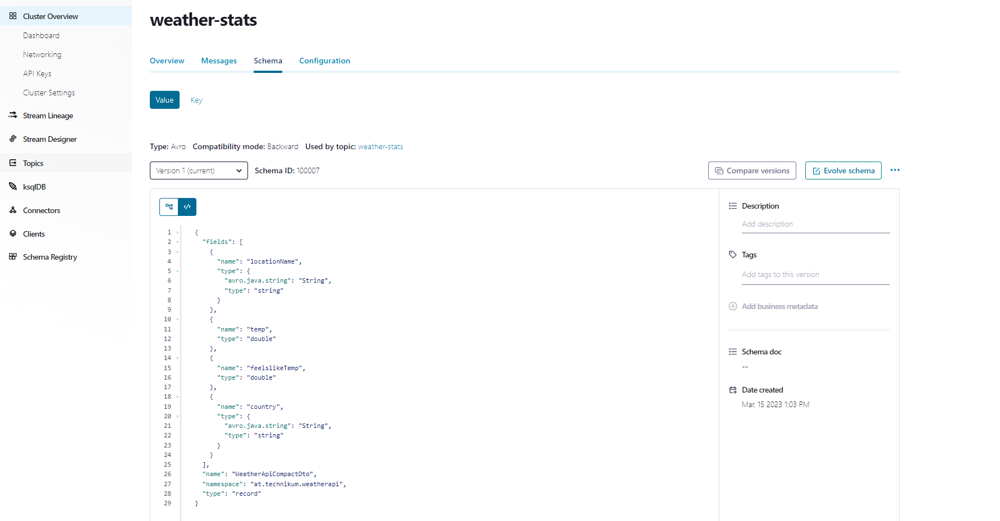 Cluster Overview
Dashboard
Networking
API Keys
Cluster Settings
Stream Lineage
Stream Designer
Topics
ksqlDB
Connectors
Clients
Schema Registry
weather-stats
Overview Messages Schema Configuration
Value Key
Type: Avro Compatibility mode: Backward Used by topic: weather-stats
Version 1 (current) Schema ID: 100007 Compare versions Evolve schema
1 {
2 "fields": [
3 {
4 "name": "locationName",
5 "type": {
6 "avro.java.string": "String",
7 "type": "string"
8 }
9 },
10 {
11 "name": "temp",
12 "type": "double"
13 },
14 {
15 "name": "feelslikeTemp",
16 "type": "double"
17 },
18 {
19 "name": "country",
20 "type": {
21 "avro.java.string": "String",
22 "type": "string"
23 }
24 }
25 ],
26 "name": "WeatherApiCompactDto",
27 "namespace": "at.technikum.weatherapi",
28 "type": "record"
29 }
Description
Add description
Tags
Add tags to this version
Add business metadata
Schema doc
--
Date created
Mar. 15 2023 1:03 PM